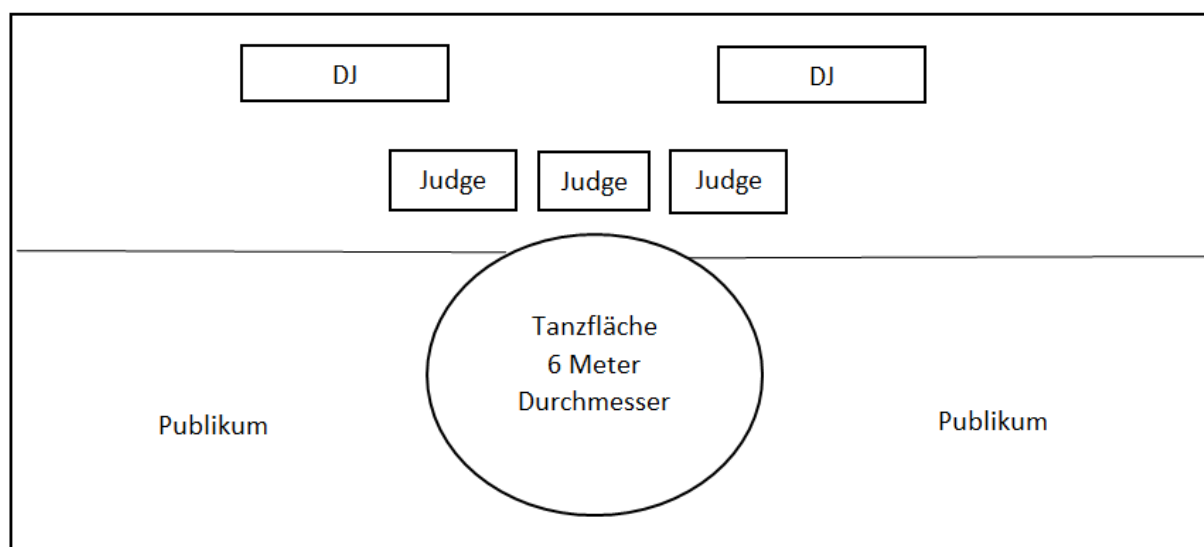 DJ
DJ
Judge
Judge
Judge
Tanzfläche
6 Meter
Durchmesser
Publikum
Publikum